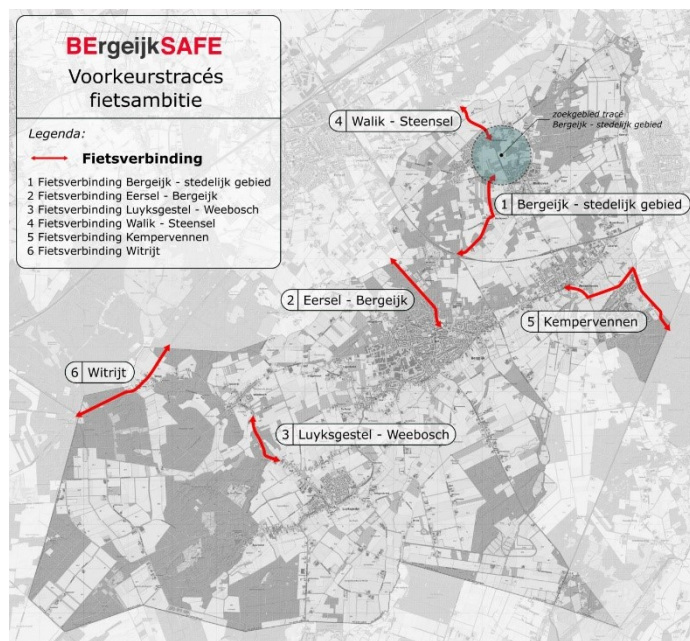 BErgeijkSAFE
Voorkeurstracés
fietsambitie
Legenda:
Fietsverbinding
1 Fietsverbinding Bergeijk - stedelijk gebied
2 Fietsverbinding Eersel - Bergeijk
3 Fietsverbinding Luyksgestel - Weebosch
4 Fietsverbinding Walik - Steensel
5 Fietsverbinding Kempervennen
6 Fietsverbinding Witrijt
4 Walik - Steensel
zoekgebied tracé
Bergeijk - stedelijk gebied
1 Bergeijk - stedelijk gebied
2 Eersel - Bergeijk
5 Kempervennen
6 Witrijt
3 Luyksgestel - Weebosch